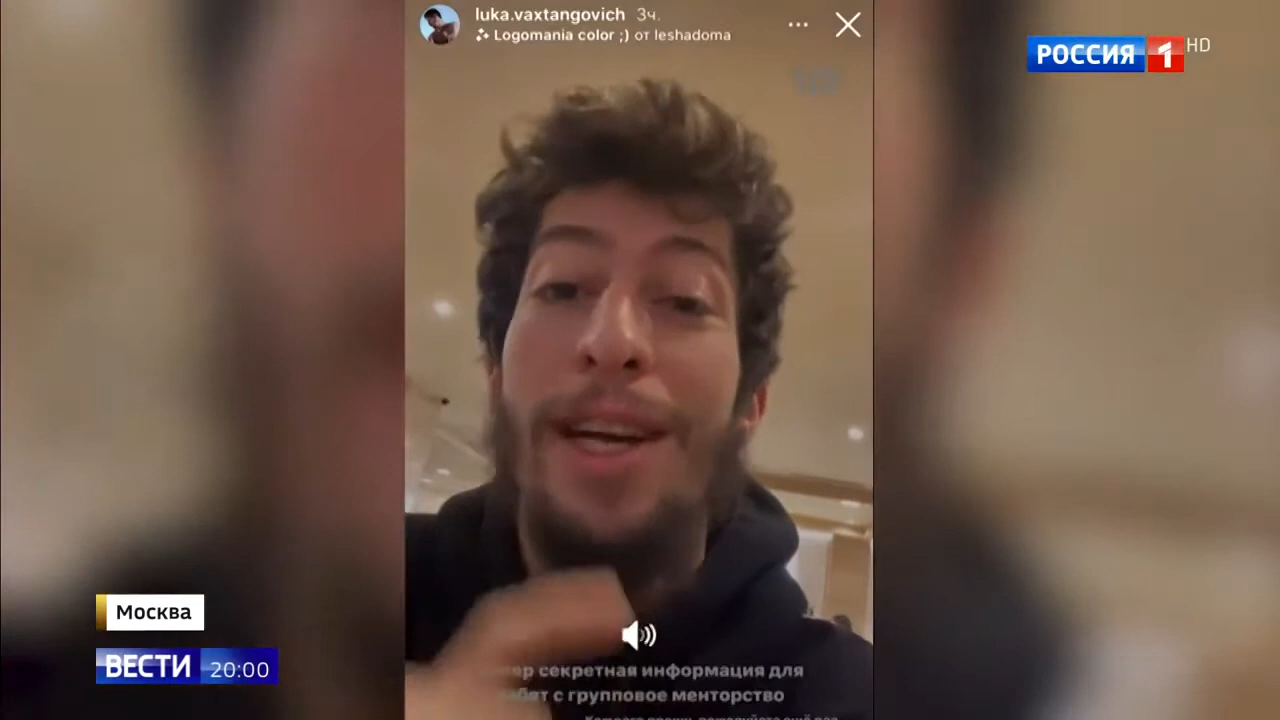 luka.vaxtangovich 3ч.
Logomania color ;) от leshadoma
РОССИЯ 1 HD
Москва
ВЕСТИ 20:00
секретная информация для
с групповое менторство